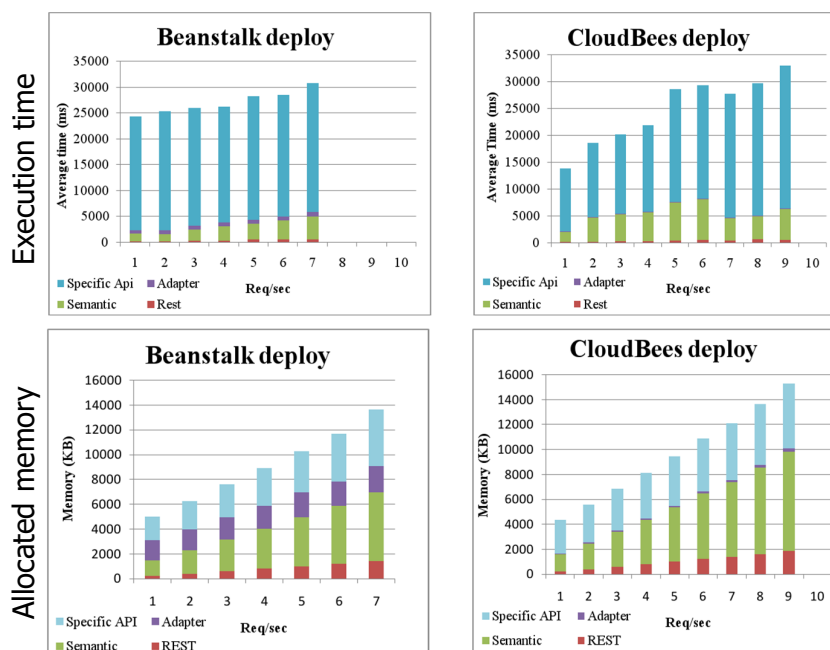 Execution time
Beanstalk deploy
Average time (ms)
35000
30000
25000
20000
15000
10000
5000
0
1 2 3 4 5 6 7 8 9 10
Req/sec
Specific Api Adapter
Semantic Rest
CloudBees deploy
Average Time (ms)
35000
30000
25000
20000
15000
10000
5000
0
1 2 3 4 5 6 7 8 9 10
Req/sec
Specific Api Adapter
Semantic Rest
Allocated memory
Beanstalk deploy
Memory (KB)
16000
14000
12000
10000
8000
6000
4000
2000
0
1 2 3 4 5 6 7
Req/sec
Specific API Adapter
Semantic REST
CloudBees deploy
Memory (KB)
16000
14000
12000
10000
8000
6000
4000
2000
0
1 2 3 4 5 6 7 8 9 10
Req/sec
Specific API Adapter
Semantic REST